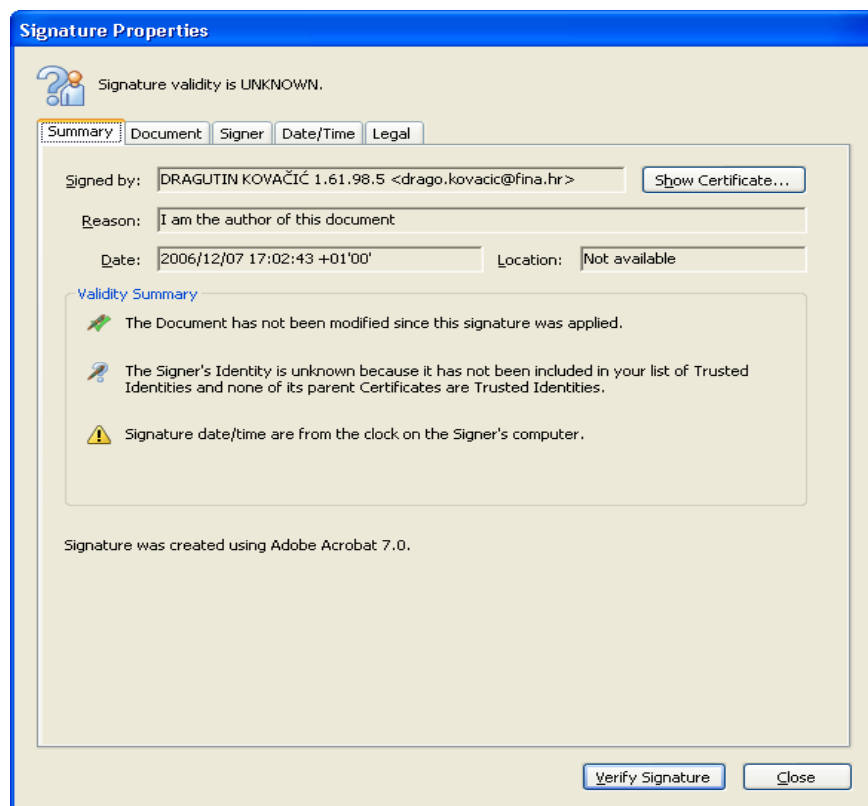 Signature Properties
Signature validity is UNKNOWN.
Summary Document Signer Date/Time Legal
Signed by: DRAGUTIN KOVAČIĆ 1.61.98.5 <drago.kovacic@fina.hr> Show Certificate...
Reason: I am the author of this document
Date: 2006/12/07 17:02:43 +01'00' Location: Not available
Validity Summary
The Document has not been modified since this signature was applied.
The Signer's Identity is unknown because it has not been included in your list of Trusted
Identities and none of its parent Certificates are Trusted Identities.
Signature date/time are from the clock on the Signer's computer.
Signature was created using Adobe Acrobat 7.0.
Verify Signature Close